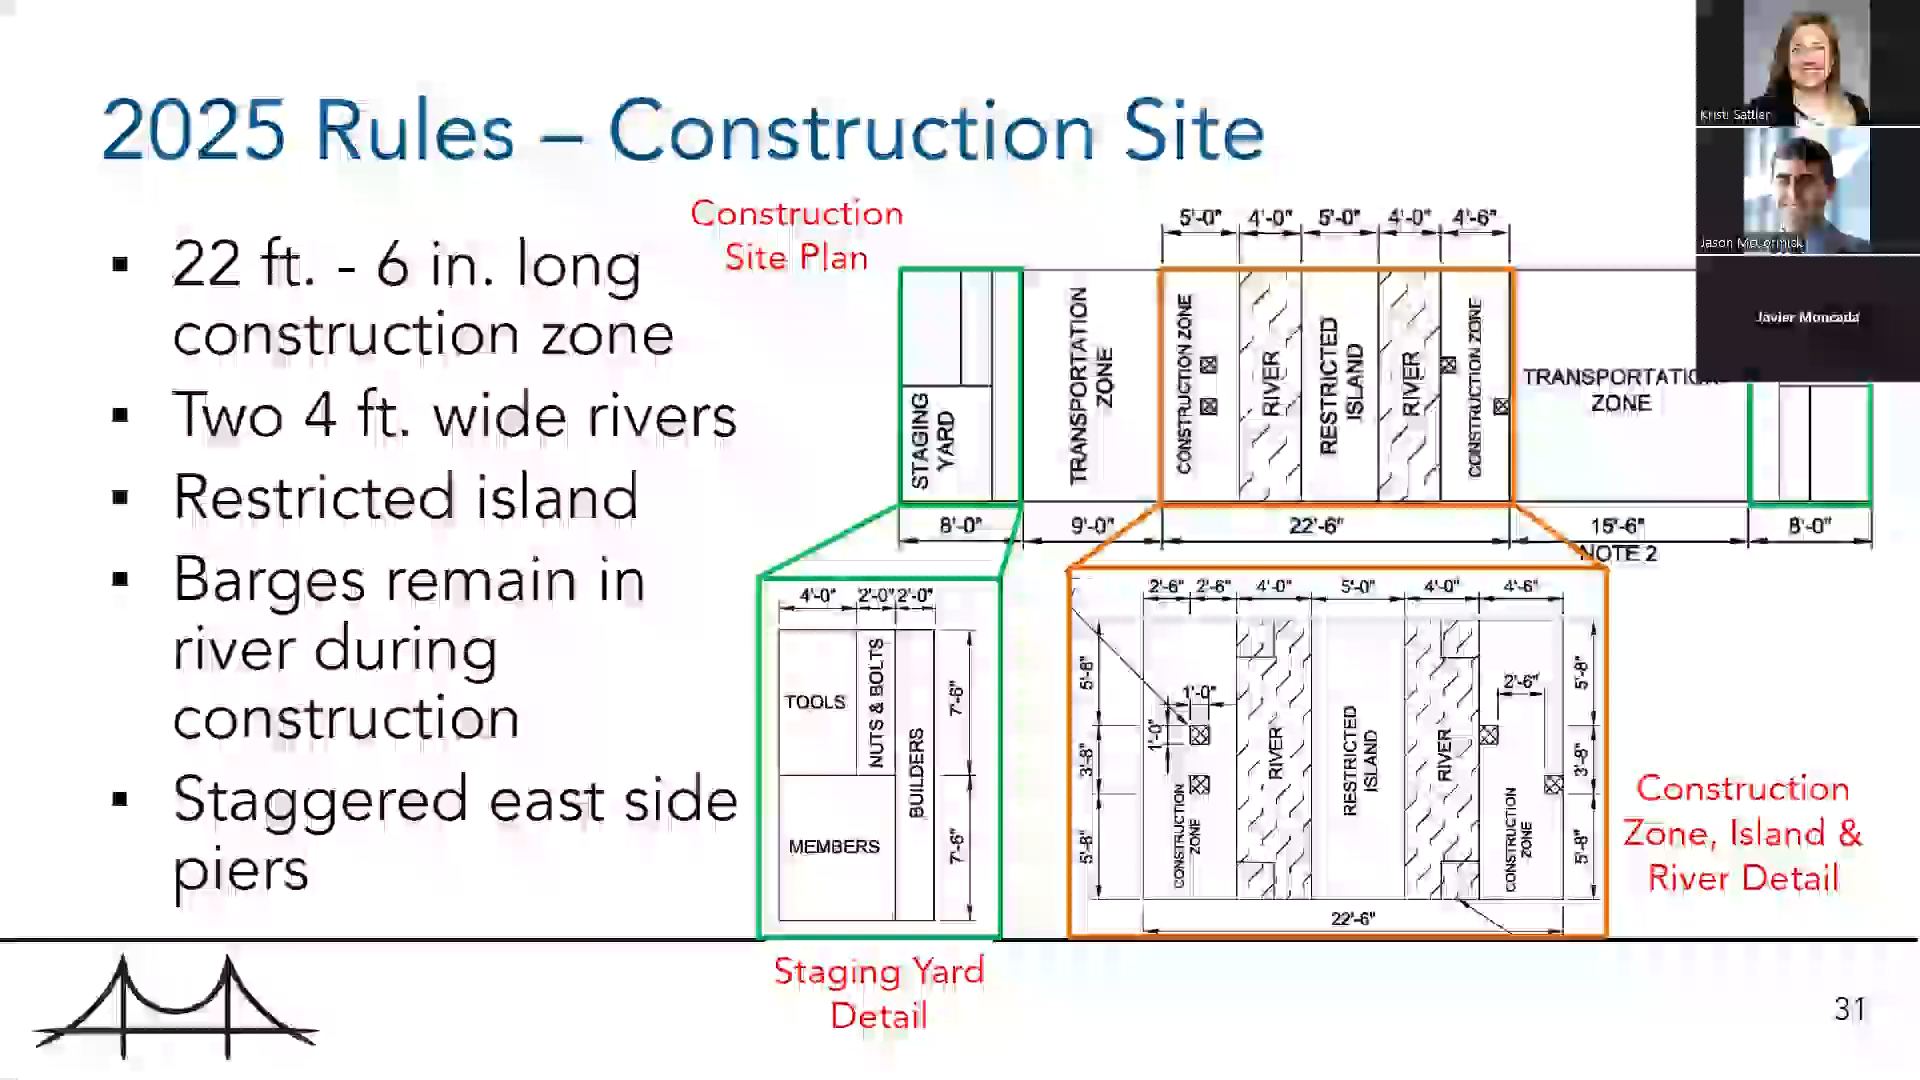 2025 Rules – Construction Site
▪ 22 ft. - 6 in. long
construction zone
▪ Two 4 ft. wide rivers
▪ Restricted island
▪ Barges remain in
river during
construction
▪ Staggered east side
piers
Construction
Site Plan
5'-0" 4'-0" 5'-0" 4'-0" 4'-6"
STAGING
YARD
TRANSPORTATION
ZONE
CONSTRUCTION ZONE
RIVER
RESTRICTED
ISLAND
RIVER
CONSTRUCTION ZONE
ZONE
8'-0" 9'-0" 22'-6" 15'-6" 8'-0"
NOTE 2
4'-0" 2'-0" 2'-0"
TOOLS
NUTS & BOLTS
BUILDERS
MEMBERS
7'-6"
7'-6"
Staging Yard
Detail
2'-6" 2'-6" 4'-0" 5'-0" 4'-0" 4'-6"
5'-8"
3'-8"
5'-8"
1'-0"
1'-0"
CONSTRUCTION
ZONE
RIVER
RESTRICTED
ISLAND
RIVER
2'-6"
CONSTRUCTION
ZONE
5'-8"
3'-8"
5'-8"
22'-6"
Construction
Zone, Island &
River Detail
31
Kristi Sattler
Jason McCormick
Javier Moncada